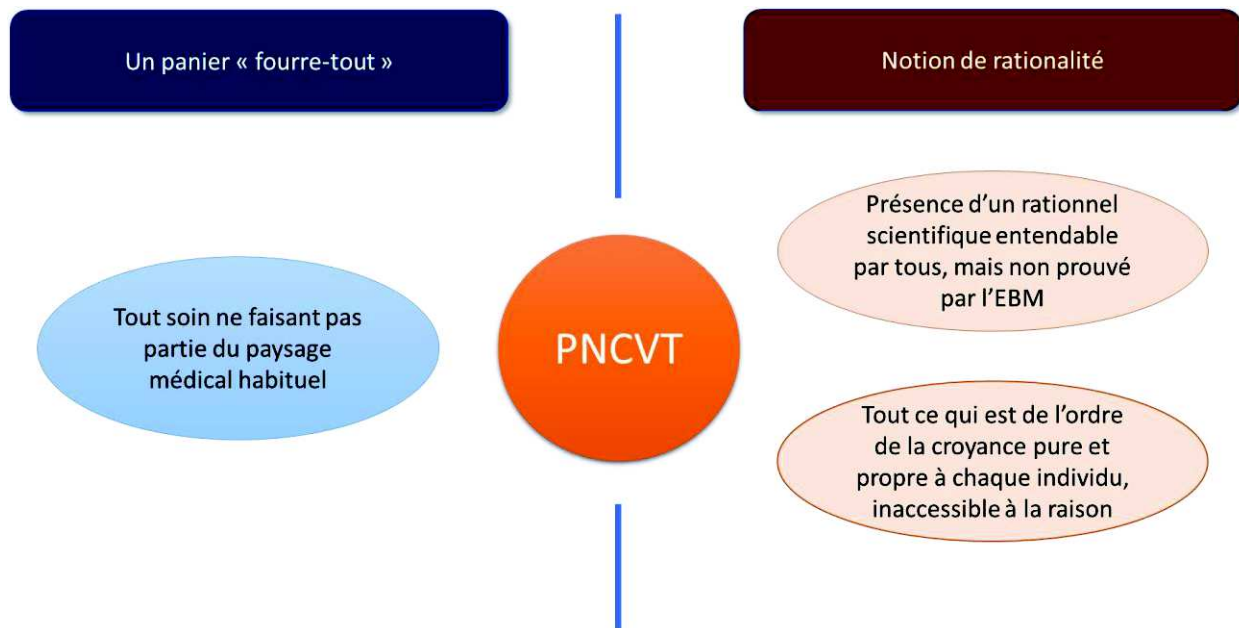 Un panier « fourre-tout »
Tout soin ne faisant pas
partie du paysage
médical habituel
PNCVT
Notion de rationalité
Présence d'un rationnel
scientifique entendable
par tous, mais non prouvé
par l'EBM
Tout ce qui est de l'ordre
de la croyance pure et
propre à chaque individu,
inaccessible à la raison